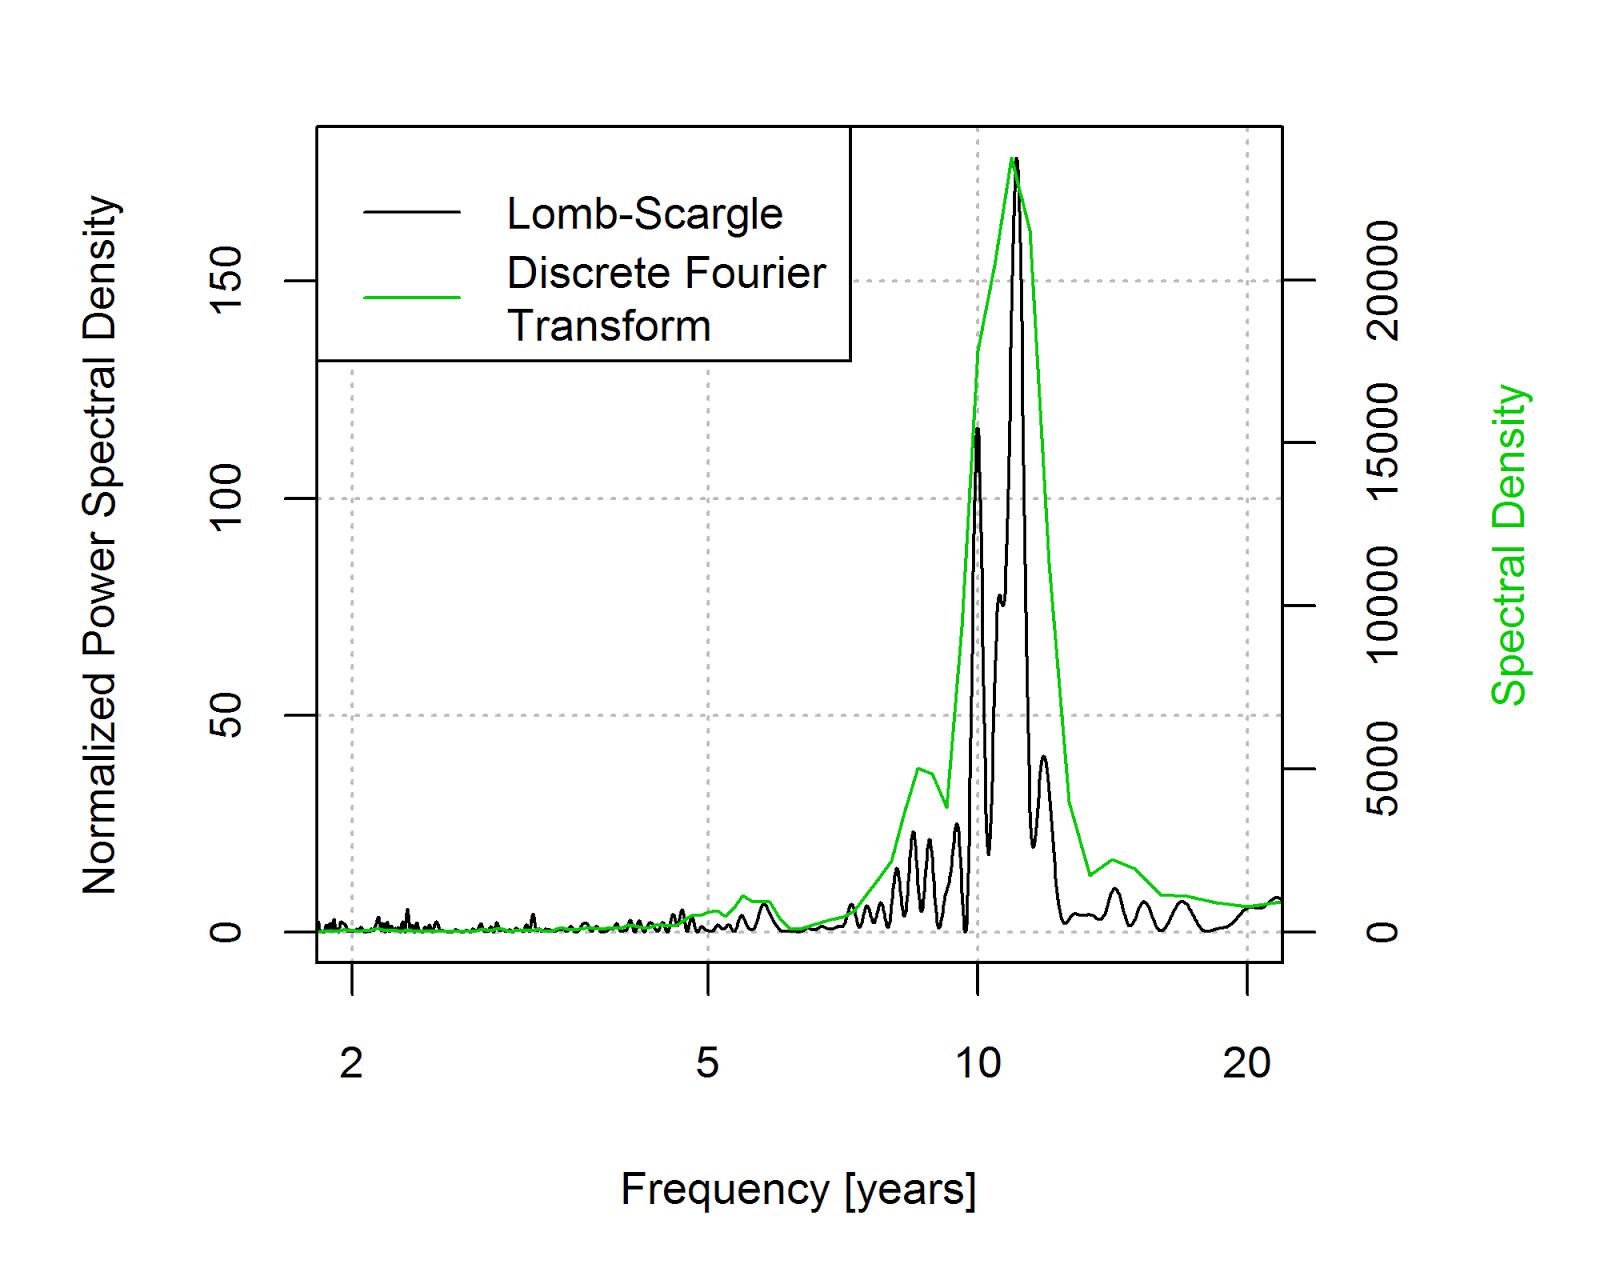 Lomb-Scargle
Discrete Fourier
Transform
Normalized Power Spectral Density
0
50
100
150
Spectral Density
0
5000
10000
15000
20000
2
5
10
20
Frequency [years]